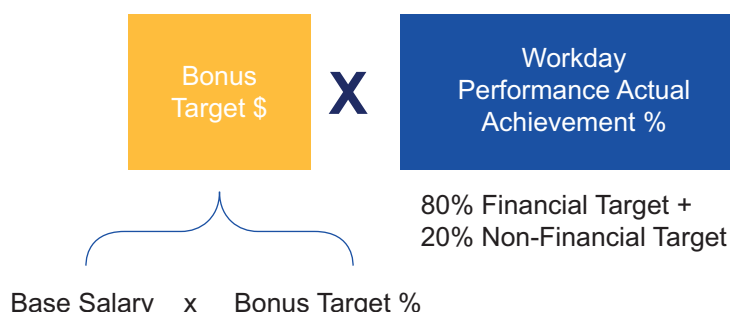 Bonus
Target $
X
Workday
Performance Actual
Achievement %
80% Financial Target +
20% Non-Financial Target
Base Salary x Bonus Target %